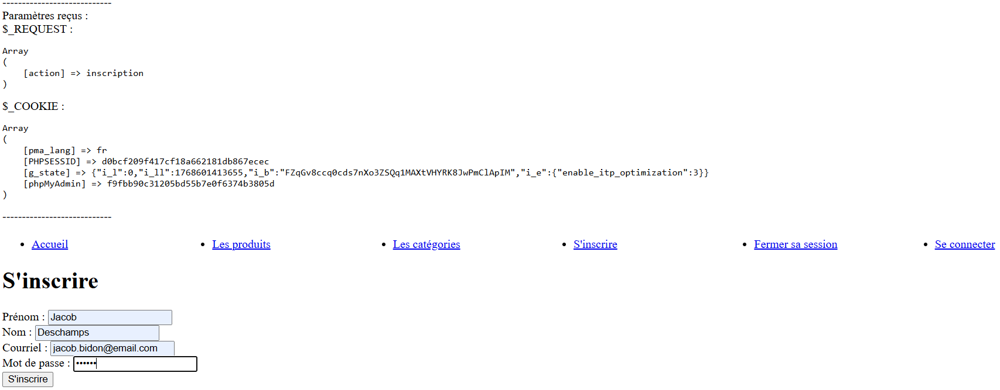 ----------------------------
Paramètres reçus :
$_REQUEST :
Array
(
    [action] => inscription
)
$_COOKIE :
Array
(
    [pma_lang] => fr
    [PHPSESSID] => d0bcf209f417cf18a662181db867ecec
    [g_state] => {"i_l":0,"i_ll":1768601413655,"i_b":"FZqGv8ccq0cds7nXo3ZSQq1MAXtVHYRK8JwPmClApIM","i_e":{"enable_itp_optimization":3}}
    [phpMyAdmin] => f9fbb90c31205bd55b7e0f6374b3805d
)
----------------------------
• Accueil • Les produits • Les catégories • S'inscrire • Fermer sa session • Se connecter
S'inscrire
Prénom : Jacob
Nom : Deschamps
Courriel : jacob.bidon@email.com
Mot de passe : ••••••
S'inscrire